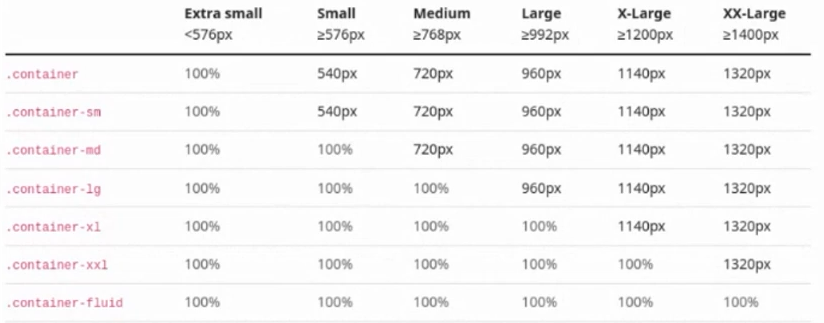 Extra small Small Medium Large X-Large XX-Large
<576px ≥576px ≥768px ≥992px ≥1200px ≥1400px
.container 100% 540px 720px 960px 1140px 1320px
.container-sm 100% 540px 720px 960px 1140px 1320px
.container-md 100% 100% 720px 960px 1140px 1320px
.container-lg 100% 100% 100% 960px 1140px 1320px
.container-xl 100% 100% 100% 100% 1140px 1320px
.container-xxl 100% 100% 100% 100% 100% 1320px
.container-fluid 100% 100% 100% 100% 100% 100%